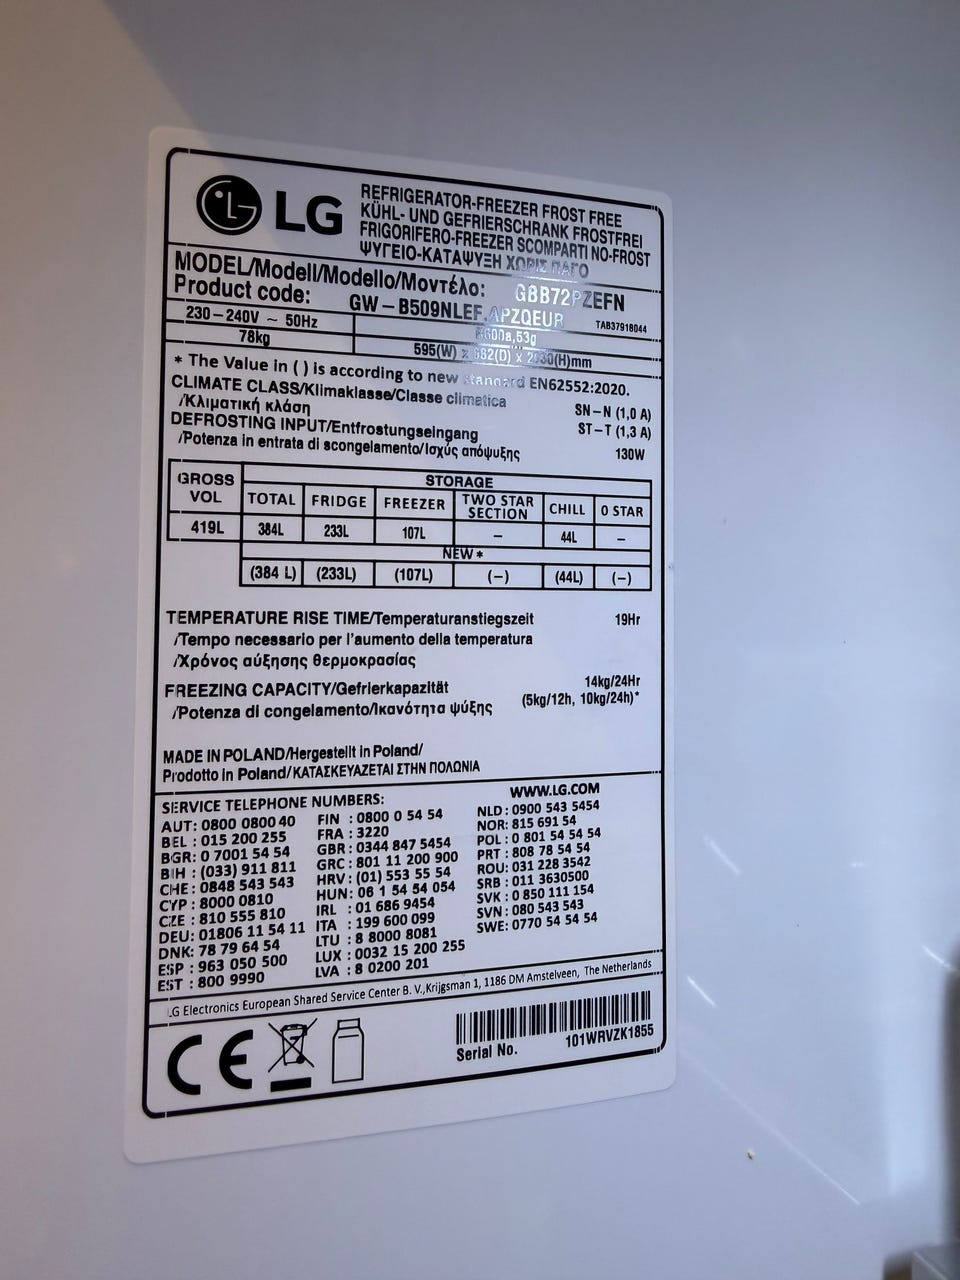 LG
REFRIGERATOR-FREEZER FROST FREE
KÜHL- UND GEFRIERSCHRANK FROSTFREI
FRIGORIFERO-FREEZER SCOMPARTI NO-FROST
ΨΥΓΕΙΟ-ΚΑΤΑΨΥΞΗ ΧΩΡΙΣ ΠΑΓΟ
MODEL/Modell/Modello/Μοντέλο: GBB72PZEFN
Product code: GW-B509NLEF.APZQEUR TAB37918044
230-240V ~ 50Hz R600a,53g
78kg 595(W) x 682(D) x 2030(H)mm
* The Value in ( ) is according to new standard EN62552:2020.
CLIMATE CLASS/Klimaklasse/Classe climatica SN-N (1,0 A)
/Κλιματική κλάση ST-T (1,3 A)
DEFROSTING INPUT/Entfrostungseingang
/Potenza in entrata di scongelamento/Ισχύς απόψυξης 130W
GROSS VOL STORAGE
TOTAL FRIDGE FREEZER TWO STAR SECTION CHILL 0 STAR
419L 384L 233L 107L - 44L -
NEW *
(384 L) (233L) (107L) (-) (44L) (-)
TEMPERATURE RISE TIME/Temperaturanstiegszeit 19Hr
/Tempo necessario per l'aumento della temperatura
/Χρόνος αύξησης θερμοκρασίας
FREEZING CAPACITY/Gefrierkapazität 14kg/24Hr
/Potenza di congelamento/Ικανότητα ψύξης (5kg/12h, 10kg/24h)*
MADE IN POLAND/Hergestellt in Poland/
Prodotto in Poland/ΚΑΤΑΣΚΕΥΑΖΕΤΑΙ ΣΤΗΝ ΠΟΛΩΝΙΑ
SERVICE TELEPHONE NUMBERS: WWW.LG.COM
AUT: 0800 0800 40
BEL : 015 200 255
BGR: 0 7001 54 54
BIH : (033) 911 811
CHE : 0848 543 543
CYP : 8000 0810
CZE : 810 555 810
DEU: 01806 11 54 11
DNK: 78 79 64 54
ESP : 963 050 500
EST : 800 9990
FIN : 0800 0 54 54
FRA : 3220
GBR : 0344 847 5454
GRC : 801 11 200 900
HRV : (01) 553 55 54
HUN: 06 1 54 54 054
IRL : 01 686 9454
ITA : 199 600 099
LTU : 8 8000 8081
LUX : 0032 15 200 255
LVA : 8 0200 201
NLD : 0900 543 5454
NOR: 815 691 54
POL : 0 801 54 54 54
PRT : 808 78 54 54
ROU: 031 228 3542
SRB : 011 3630500
SVK : 0 850 111 154
SVN : 080 543 543
SWE: 0770 54 54 54
LG Electronics European Shared Service Center B. V.,Krijgsman 1, 1186 DM Amstelveen, The Netherlands
CE
Serial No. 101WRVZK1855